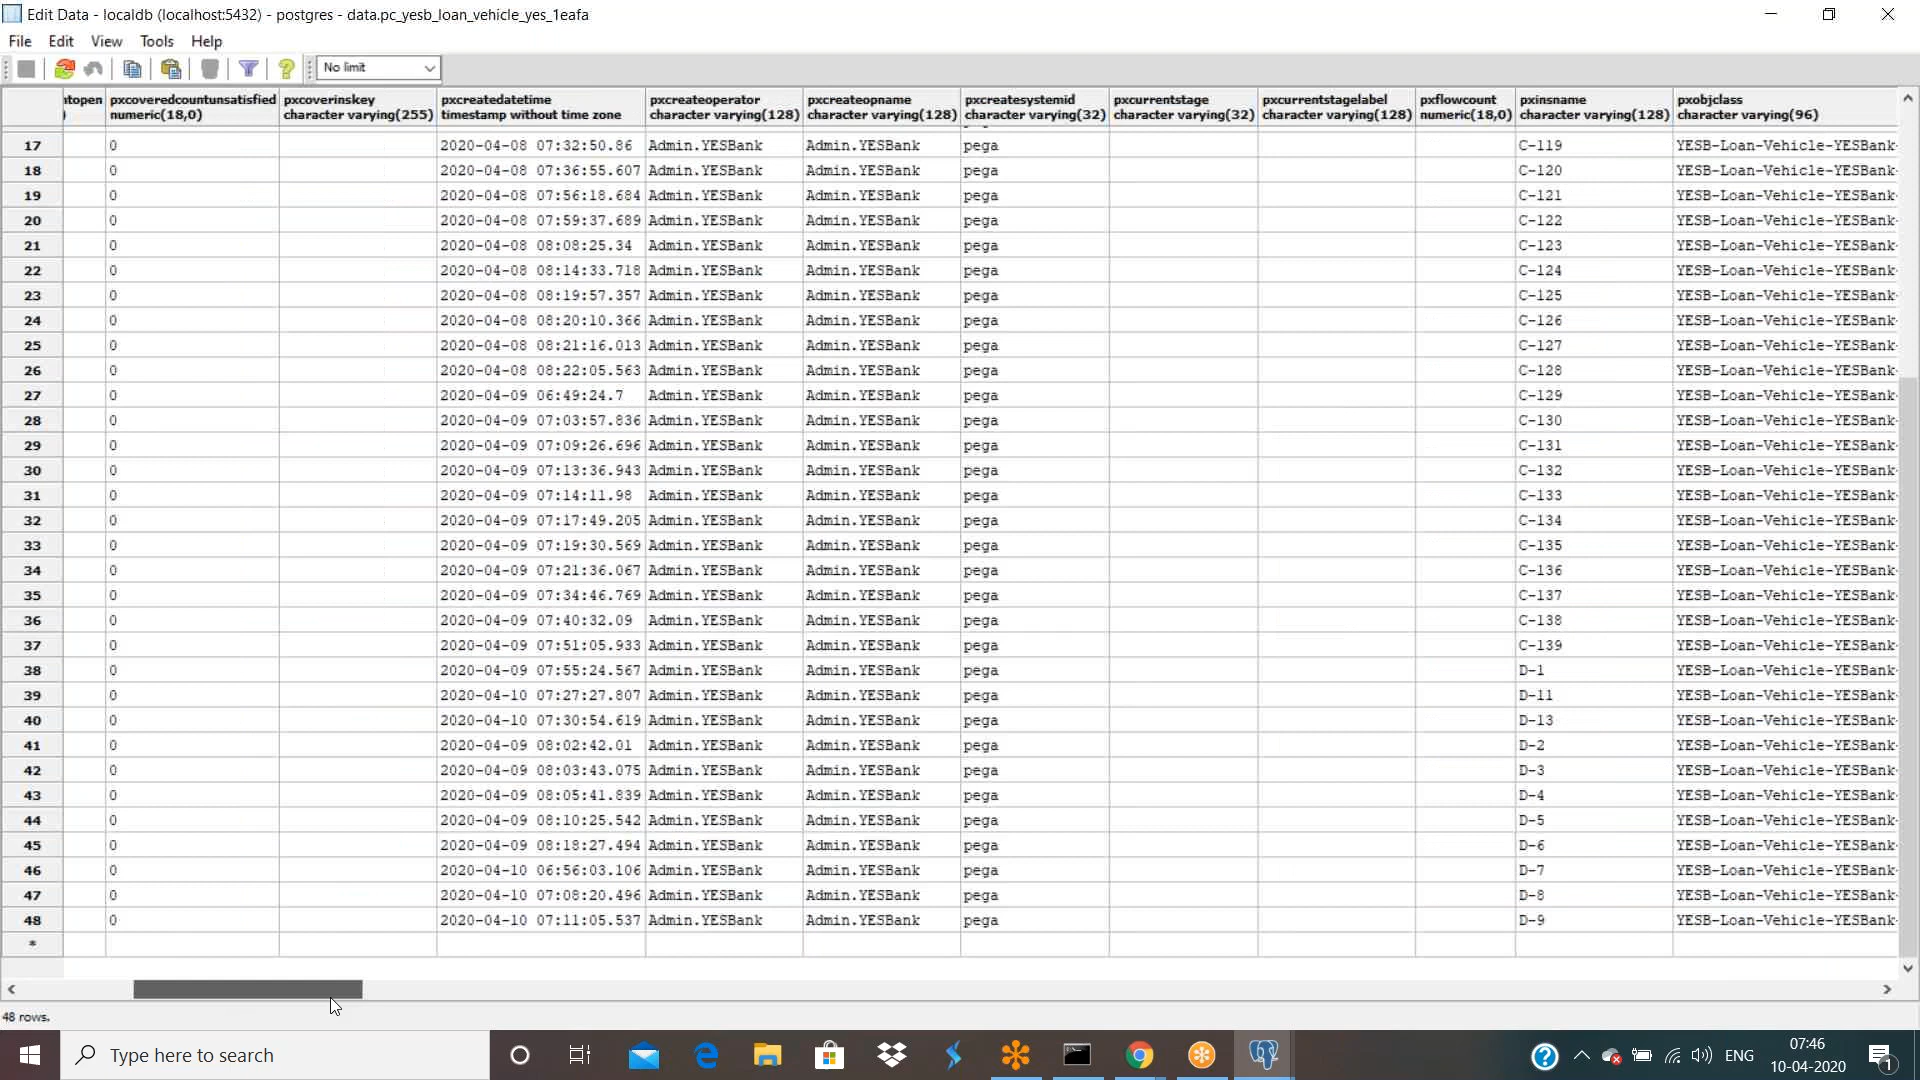 Edit Data - localdb (localhost:5432) - postgres - data.pc_yesb_loan_vehicle_yes_1eafa
File Edit View Tools Help
No limit
ntopen pxcoveredcountunsatisfied pxcoverinskey pxcreatedatetime pxcreateoperator pxcreateopname pxcreatesystemid pxcurrentstage pxcurrentstagelabel pxflowcount pxinsname pxobjclass
) numeric(18,0) character varying(255) timestamp without time zone character varying(128) character varying(128) character varying(32) character varying(32) character varying(128) numeric(18,0) character varying(128) character varying(96)
17 0 2020-04-08 07:32:50.86 Admin.YESBank Admin.YESBank pega C-119 YESB-Loan-Vehicle-YESBank-
18 0 2020-04-08 07:36:55.607 Admin.YESBank Admin.YESBank pega C-120 YESB-Loan-Vehicle-YESBank-
19 0 2020-04-08 07:56:18.684 Admin.YESBank Admin.YESBank pega C-121 YESB-Loan-Vehicle-YESBank-
20 0 2020-04-08 07:59:37.689 Admin.YESBank Admin.YESBank pega C-122 YESB-Loan-Vehicle-YESBank-
21 0 2020-04-08 08:08:25.34 Admin.YESBank Admin.YESBank pega C-123 YESB-Loan-Vehicle-YESBank-
22 0 2020-04-08 08:14:33.718 Admin.YESBank Admin.YESBank pega C-124 YESB-Loan-Vehicle-YESBank-
23 0 2020-04-08 08:19:57.357 Admin.YESBank Admin.YESBank pega C-125 YESB-Loan-Vehicle-YESBank-
24 0 2020-04-08 08:20:10.366 Admin.YESBank Admin.YESBank pega C-126 YESB-Loan-Vehicle-YESBank-
25 0 2020-04-08 08:21:16.013 Admin.YESBank Admin.YESBank pega C-127 YESB-Loan-Vehicle-YESBank-
26 0 2020-04-08 08:22:05.563 Admin.YESBank Admin.YESBank pega C-128 YESB-Loan-Vehicle-YESBank-
27 0 2020-04-09 06:49:24.7 Admin.YESBank Admin.YESBank pega C-129 YESB-Loan-Vehicle-YESBank-
28 0 2020-04-09 07:03:57.836 Admin.YESBank Admin.YESBank pega C-130 YESB-Loan-Vehicle-YESBank-
29 0 2020-04-09 07:09:26.696 Admin.YESBank Admin.YESBank pega C-131 YESB-Loan-Vehicle-YESBank-
30 0 2020-04-09 07:13:36.943 Admin.YESBank Admin.YESBank pega C-132 YESB-Loan-Vehicle-YESBank-
31 0 2020-04-09 07:14:11.98 Admin.YESBank Admin.YESBank pega C-133 YESB-Loan-Vehicle-YESBank-
32 0 2020-04-09 07:17:49.205 Admin.YESBank Admin.YESBank pega C-134 YESB-Loan-Vehicle-YESBank-
33 0 2020-04-09 07:19:30.569 Admin.YESBank Admin.YESBank pega C-135 YESB-Loan-Vehicle-YESBank-
34 0 2020-04-09 07:21:36.067 Admin.YESBank Admin.YESBank pega C-136 YESB-Loan-Vehicle-YESBank-
35 0 2020-04-09 07:34:46.769 Admin.YESBank Admin.YESBank pega C-137 YESB-Loan-Vehicle-YESBank-
36 0 2020-04-09 07:40:32.09 Admin.YESBank Admin.YESBank pega C-138 YESB-Loan-Vehicle-YESBank-
37 0 2020-04-09 07:51:05.933 Admin.YESBank Admin.YESBank pega C-139 YESB-Loan-Vehicle-YESBank-
38 0 2020-04-09 07:55:24.567 Admin.YESBank Admin.YESBank pega D-1 YESB-Loan-Vehicle-YESBank-
39 0 2020-04-10 07:27:27.807 Admin.YESBank Admin.YESBank pega D-11 YESB-Loan-Vehicle-YESBank-
40 0 2020-04-10 07:30:54.619 Admin.YESBank Admin.YESBank pega D-13 YESB-Loan-Vehicle-YESBank-
41 0 2020-04-09 08:02:42.01 Admin.YESBank Admin.YESBank pega D-2 YESB-Loan-Vehicle-YESBank-
42 0 2020-04-09 08:03:43.075 Admin.YESBank Admin.YESBank pega D-3 YESB-Loan-Vehicle-YESBank-
43 0 2020-04-09 08:05:41.839 Admin.YESBank Admin.YESBank pega D-4 YESB-Loan-Vehicle-YESBank-
44 0 2020-04-09 08:10:25.542 Admin.YESBank Admin.YESBank pega D-5 YESB-Loan-Vehicle-YESBank-
45 0 2020-04-09 08:18:27.494 Admin.YESBank Admin.YESBank pega D-6 YESB-Loan-Vehicle-YESBank-
46 0 2020-04-10 06:56:03.106 Admin.YESBank Admin.YESBank pega D-7 YESB-Loan-Vehicle-YESBank-
47 0 2020-04-10 07:08:20.496 Admin.YESBank Admin.YESBank pega D-8 YESB-Loan-Vehicle-YESBank-
48 0 2020-04-10 07:11:05.537 Admin.YESBank Admin.YESBank pega D-9 YESB-Loan-Vehicle-YESBank-
*
48 rows.
Type here to search
ENG
07:46
10-04-2020
1